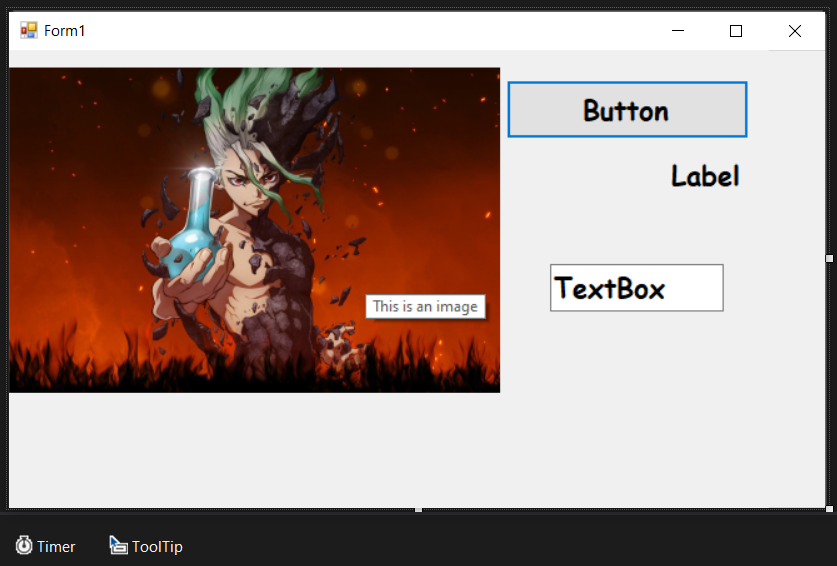 Form1
Button
Label
TextBox
This is an image
Timer
ToolTip